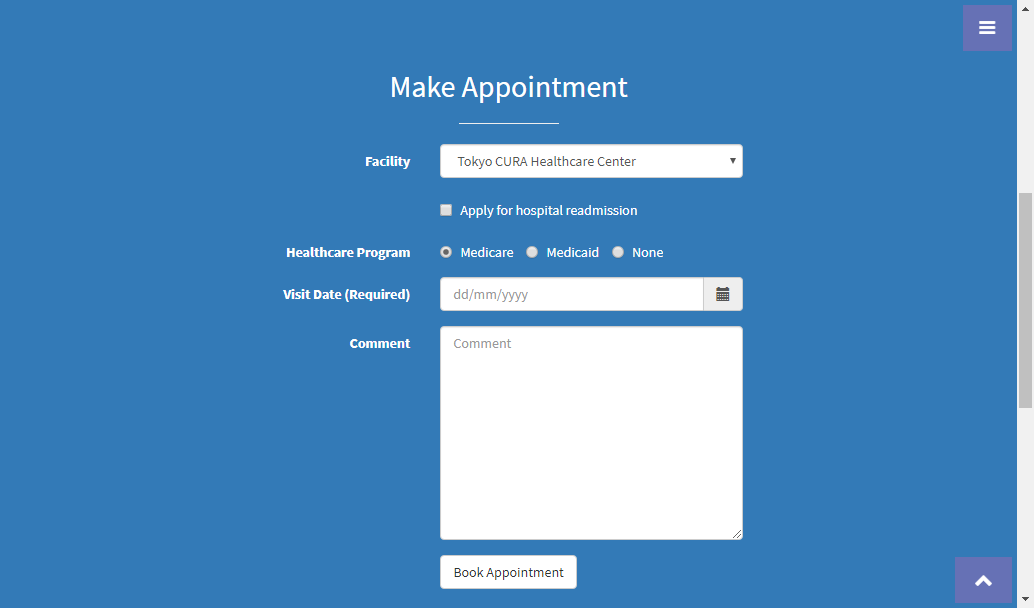 Make Appointment
Facility Tokyo CURA Healthcare Center
Apply for hospital readmission
Healthcare Program Medicare Medicaid None
Visit Date (Required) dd/mm/yyyy
Comment Comment
Book Appointment